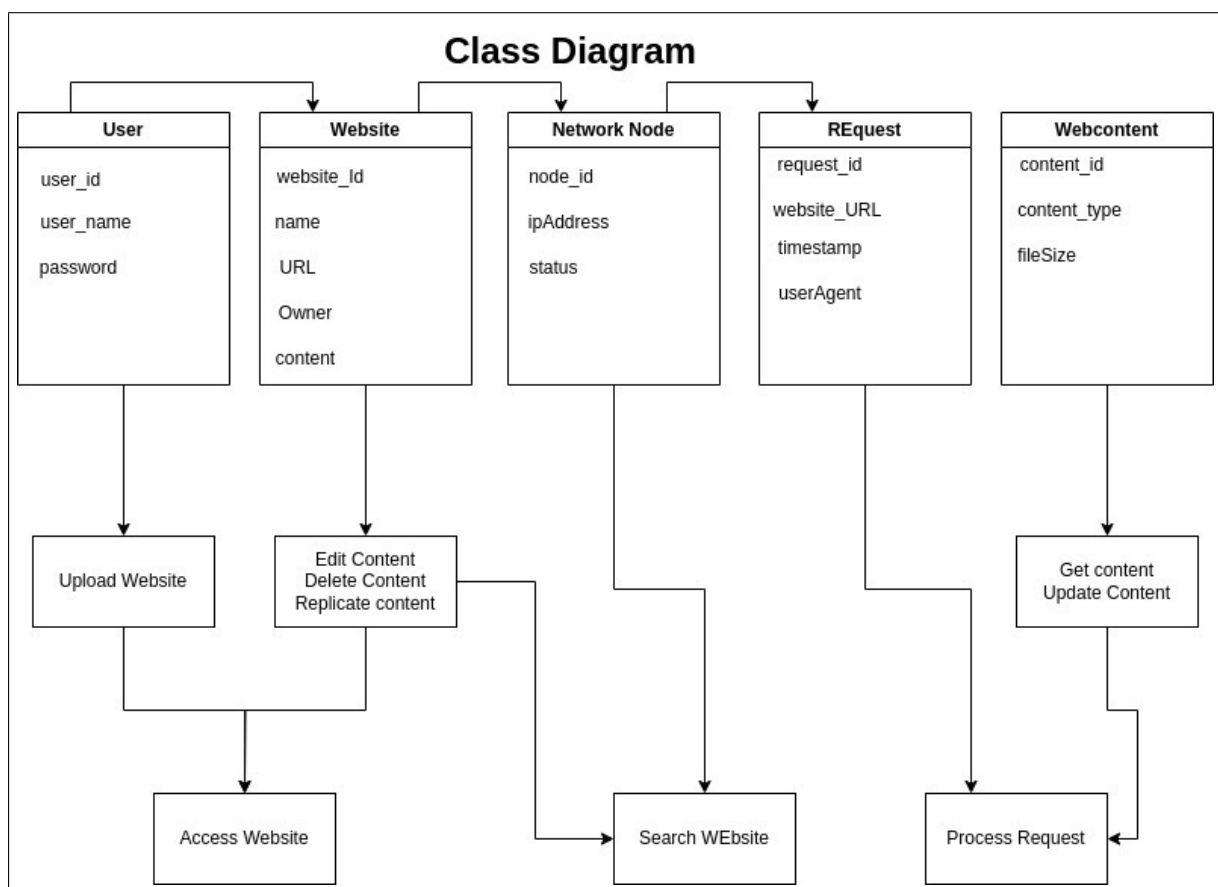 Class Diagram
User
user_id
user_name
password
Website
website_Id
name
URL
Owner
content
Network Node
node_id
ipAddress
status
REquest
request_id
website_URL
timestamp
userAgent
Webcontent
content_id
content_type
fileSize
Upload Website
Edit Content
Delete Content
Replicate content
Get content
Update Content
Access Website
Search WEbsite
Process Request